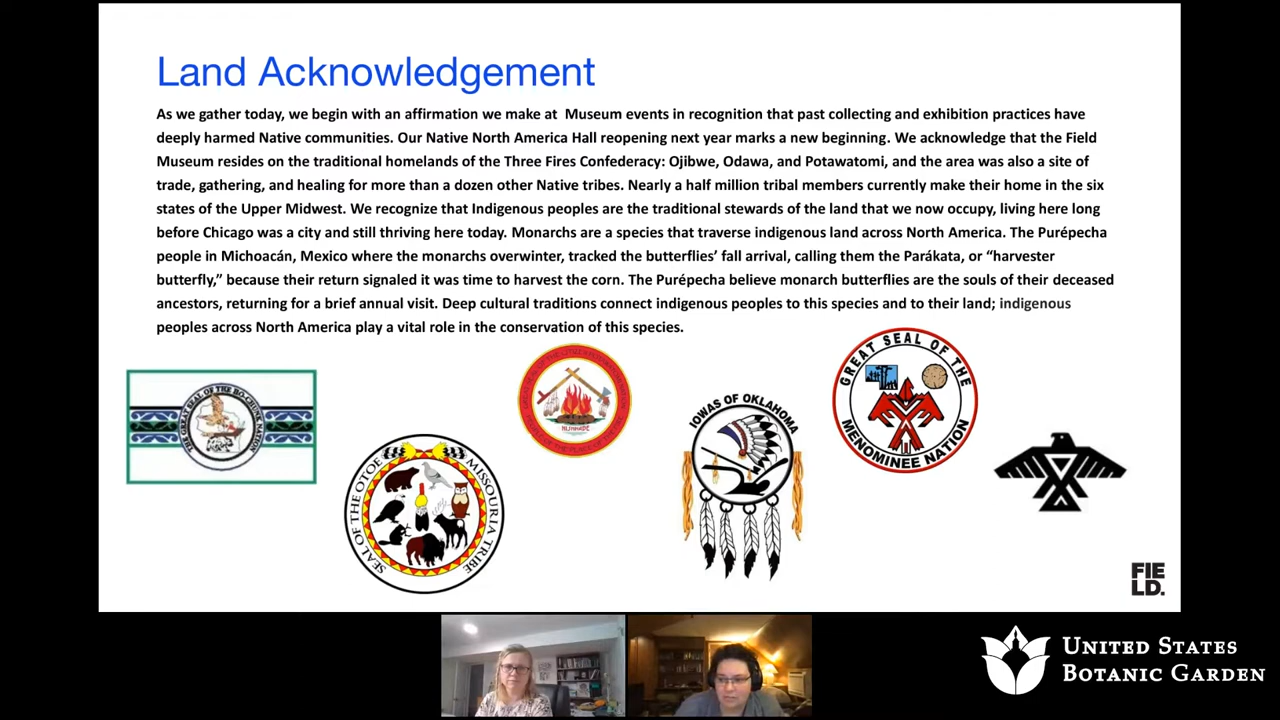 Land Acknowledgement
As we gather today, we begin with an affirmation we make at  Museum events in recognition that past collecting and exhibition practices have
deeply harmed Native communities. Our Native North America Hall reopening next year marks a new beginning. We acknowledge that the Field
Museum resides on the traditional homelands of the Three Fires Confederacy: Ojibwe, Odawa, and Potawatomi, and the area was also a site of
trade, gathering, and healing for more than a dozen other Native tribes. Nearly a half million tribal members currently make their home in the six
states of the Upper Midwest. We recognize that Indigenous peoples are the traditional stewards of the land that we now occupy, living here long
before Chicago was a city and still thriving here today. Monarchs are a species that traverse indigenous land across North America. The Purépecha
people in Michoacán, Mexico where the monarchs overwinter, tracked the butterflies’ fall arrival, calling them the Parákata, or “harvester
butterfly,” because their return signaled it was time to harvest the corn. The Purépecha believe monarch butterflies are the souls of their deceased
ancestors, returning for a brief annual visit. Deep cultural traditions connect indigenous peoples to this species and to their land; indigenous
peoples across North America play a vital role in the conservation of this species.
THE GREAT SEAL OF THE HO-CHUNK NATION
SEAL OF THE OTOE MISSOURIA TRIBE
IOWAS OF OKLAHOMA
GREAT SEAL OF THE
MENOMINEE NATION
FIE
LD.
UNITED STATES
BOTANIC GARDEN